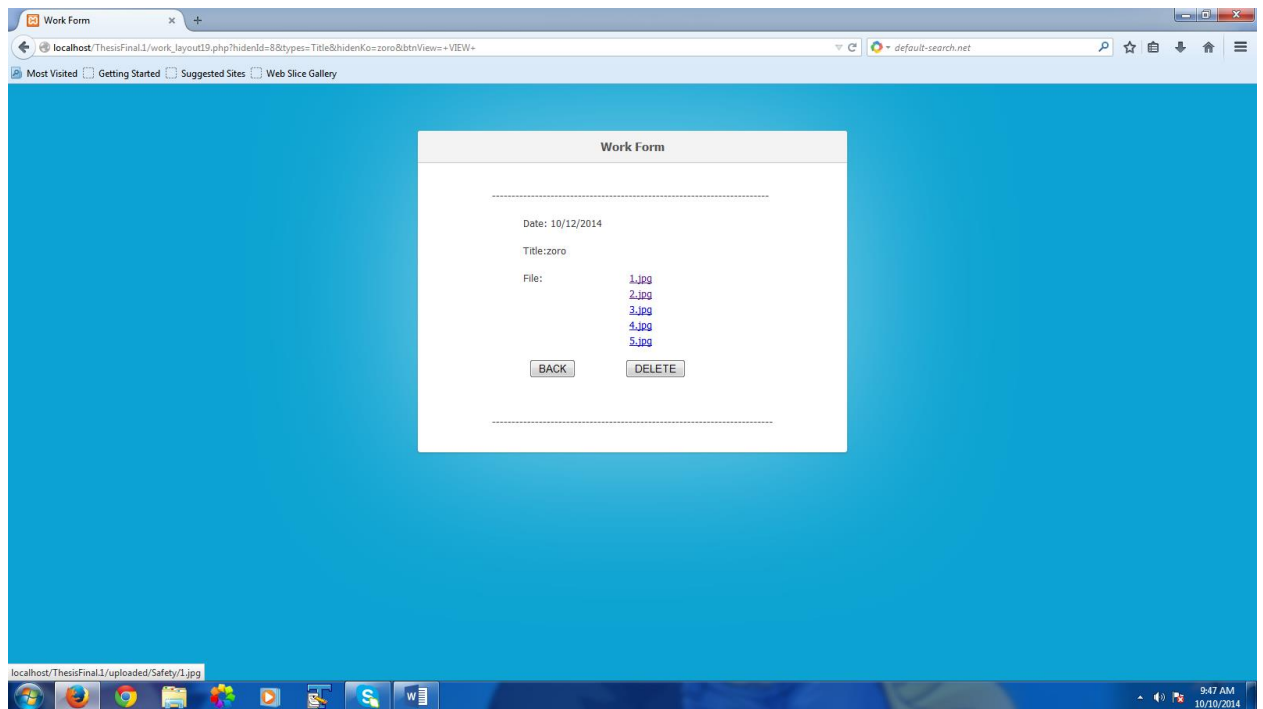 Work Form
localhost/ThesisFinal.1/work_layout19.php?hidenId=8&types=Title&hidenKo=zoro&btnView=+VIEW+
default-search.net
Most Visited Getting Started Suggested Sites Web Slice Gallery
Work Form
------------------------------------------------------------------------
Date: 10/12/2014
Title:zoro
File: 1.jpg
2.jpg
3.jpg
4.jpg
5.jpg
BACK DELETE
-------------------------------------------------------------------------
localhost/ThesisFinal.1/uploaded/Safety/1.jpg
9:47 AM
10/10/2014